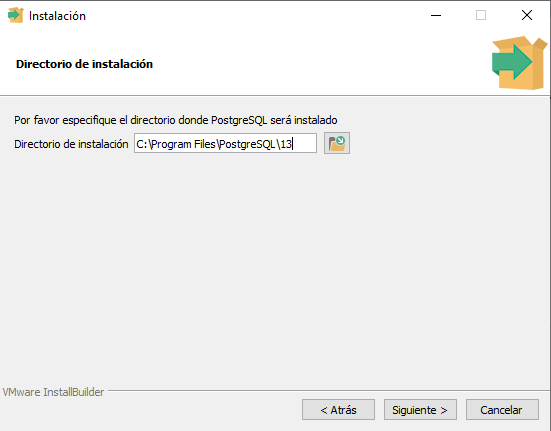 Instalación
Directorio de instalación
Por favor especifique el directorio donde PostgreSQL será instalado
Directorio de instalación C:\Program Files\PostgreSQL\13
VMware InstallBuilder
< Atrás Siguiente > Cancelar